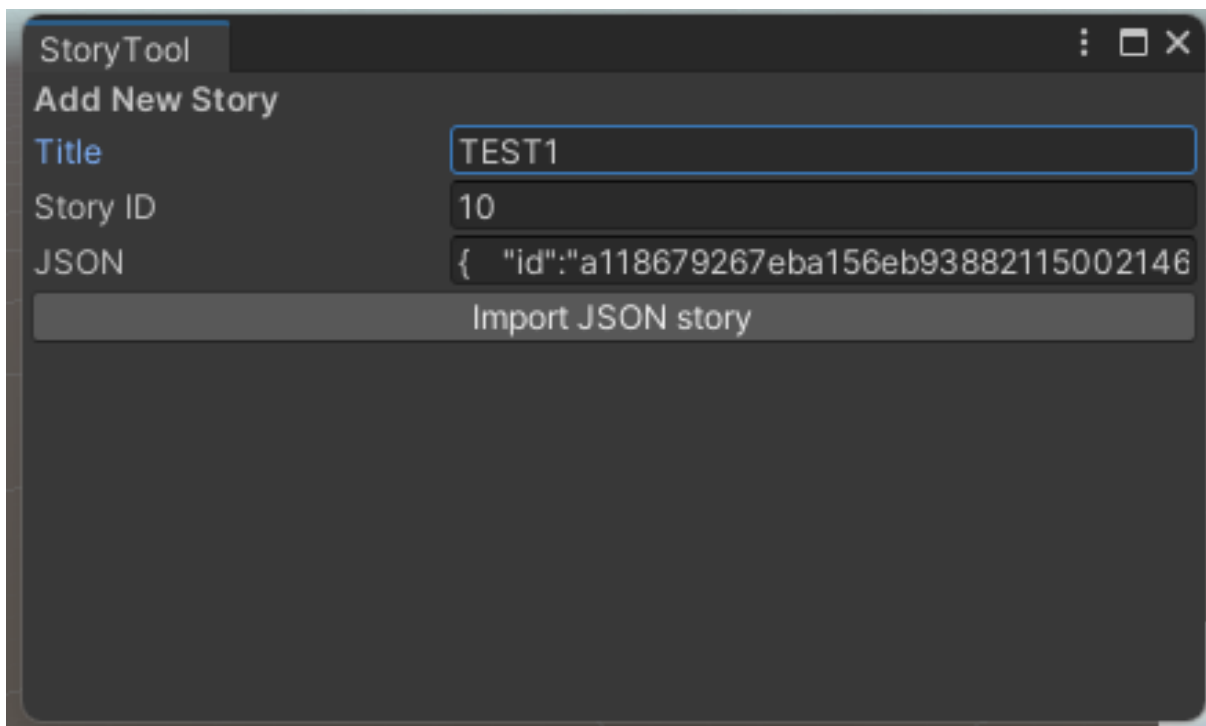 StoryTool
Add New Story
Title TEST1
Story ID 10
JSON {   "id":"a118679267eba156eb93882115002146
Import JSON story